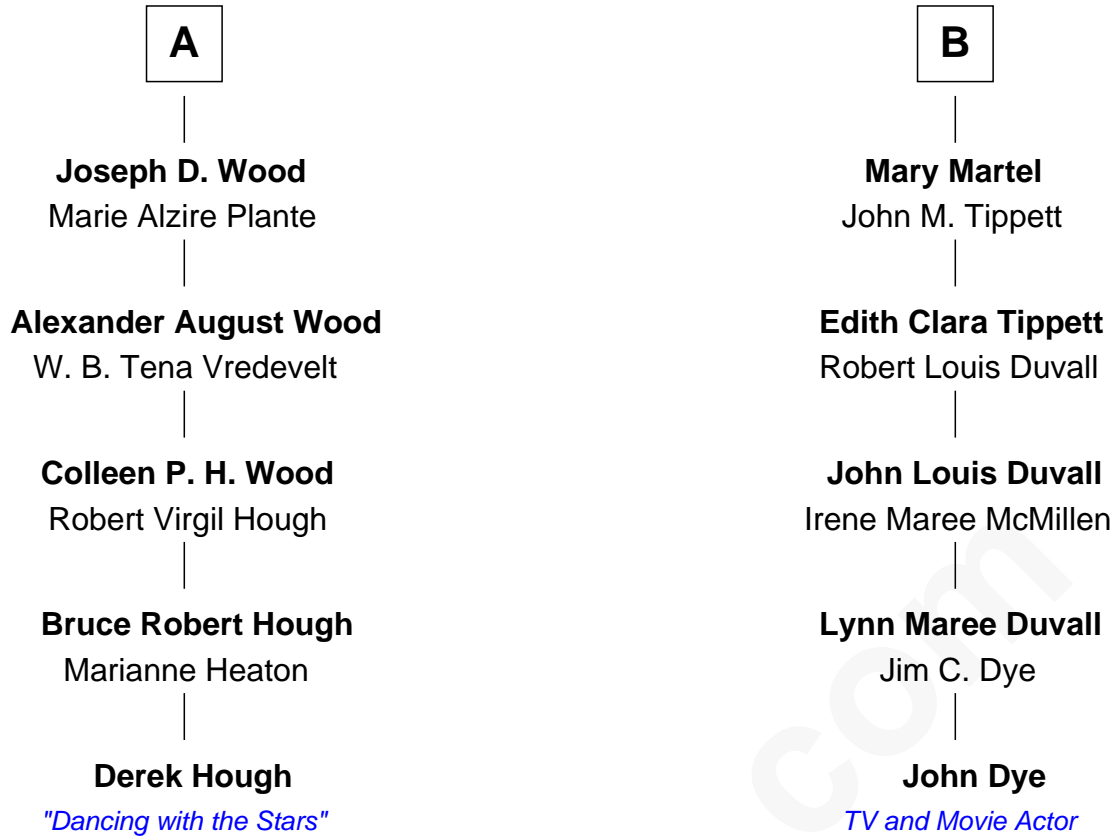 A
Joseph D. Wood
Marie Alzire Plante
Alexander August Wood
W. B. Tena Vredevelt
Colleen P. H. Wood
Robert Virgil Hough
Bruce Robert Hough
Marianne Heaton
Derek Hough
"Dancing with the Stars"
B
Mary Martel
John M. Tippett
Edith Clara Tippett
Robert Louis Duvall
John Louis Duvall
Irene Maree McMillen
Lynn Maree Duvall
Jim C. Dye
John Dye
TV and Movie Actor
com